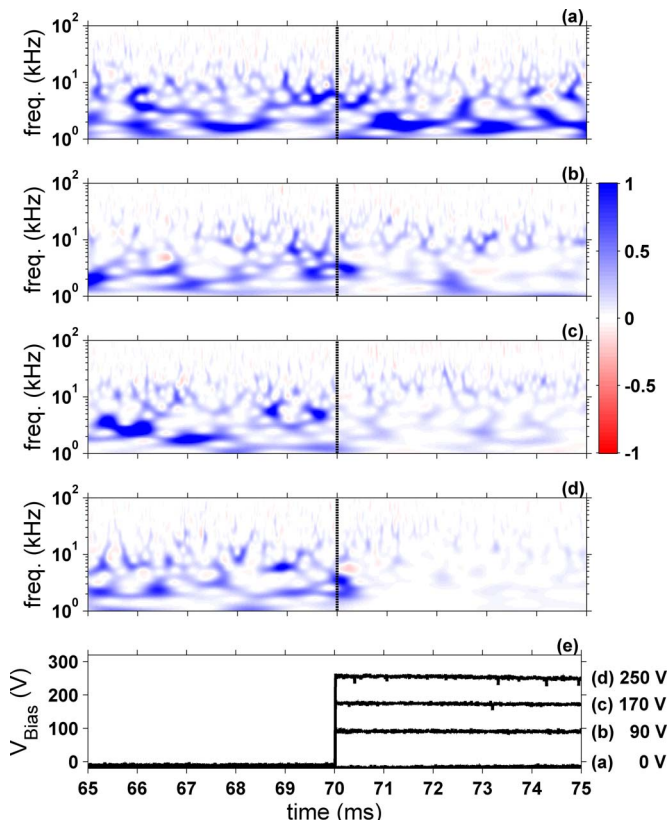 (a)
10²
10¹
10⁰
freq. (kHz)
(b)
10²
10¹
10⁰
freq. (kHz)
1
0.5
0
-0.5
-1
(c)
10²
10¹
10⁰
freq. (kHz)
(d)
10²
10¹
10⁰
freq. (kHz)
(e)
300
200
100
0
V_Bias (V)
(d) 250 V
(c) 170 V
(b) 90 V
(a) 0 V
65 66 67 68 69 70 71 72 73 74 75
time (ms)